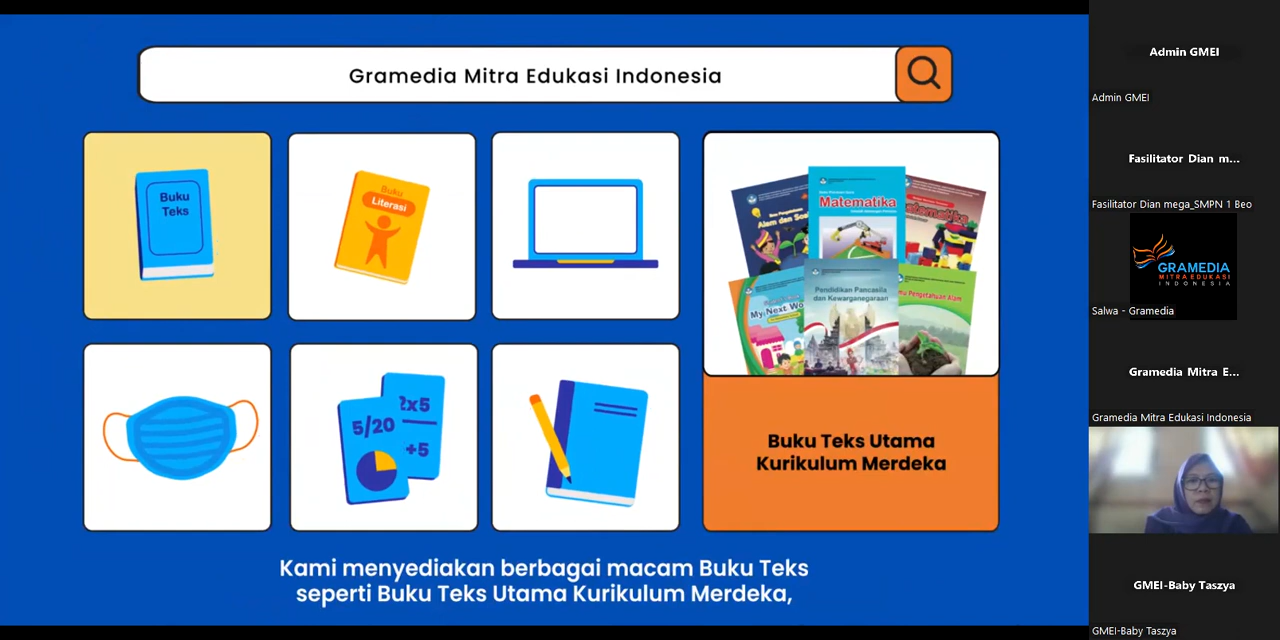 Gramedia Mitra Edukasi Indonesia
Buku
Teks
Buku
Literasi
Matematika
Alam dan Sos
My Next Wo
Pendidikan Pancasila
dan Kewarganegaraan
mu Pengetahuan Alam
5/20
2x5
+5
Buku Teks Utama
Kurikulum Merdeka
Kami menyediakan berbagai macam Buku Teks
seperti Buku Teks Utama Kurikulum Merdeka,
Admin GMEI
Admin GMEI
Fasilitator Dian m...
Fasilitator Dian mega_SMPN 1 Beo
GRAMEDIA
MITRA EDUKASI
INDONESIA
Salwa - Gramedia
Gramedia Mitra E...
Gramedia Mitra Edukasi Indonesia
GMEI-Baby Taszya
GMEI-Baby Taszya